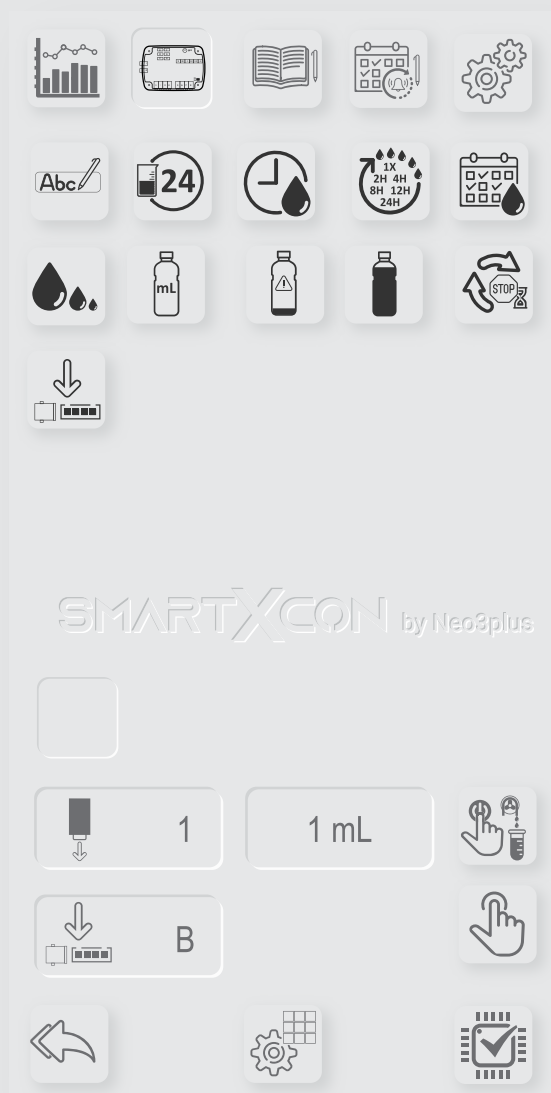 Abc
24
1X
2H 4H
8H 12H
24H
mL
STOP
SMARTXCON by Neo3plus
1
1 mL
B